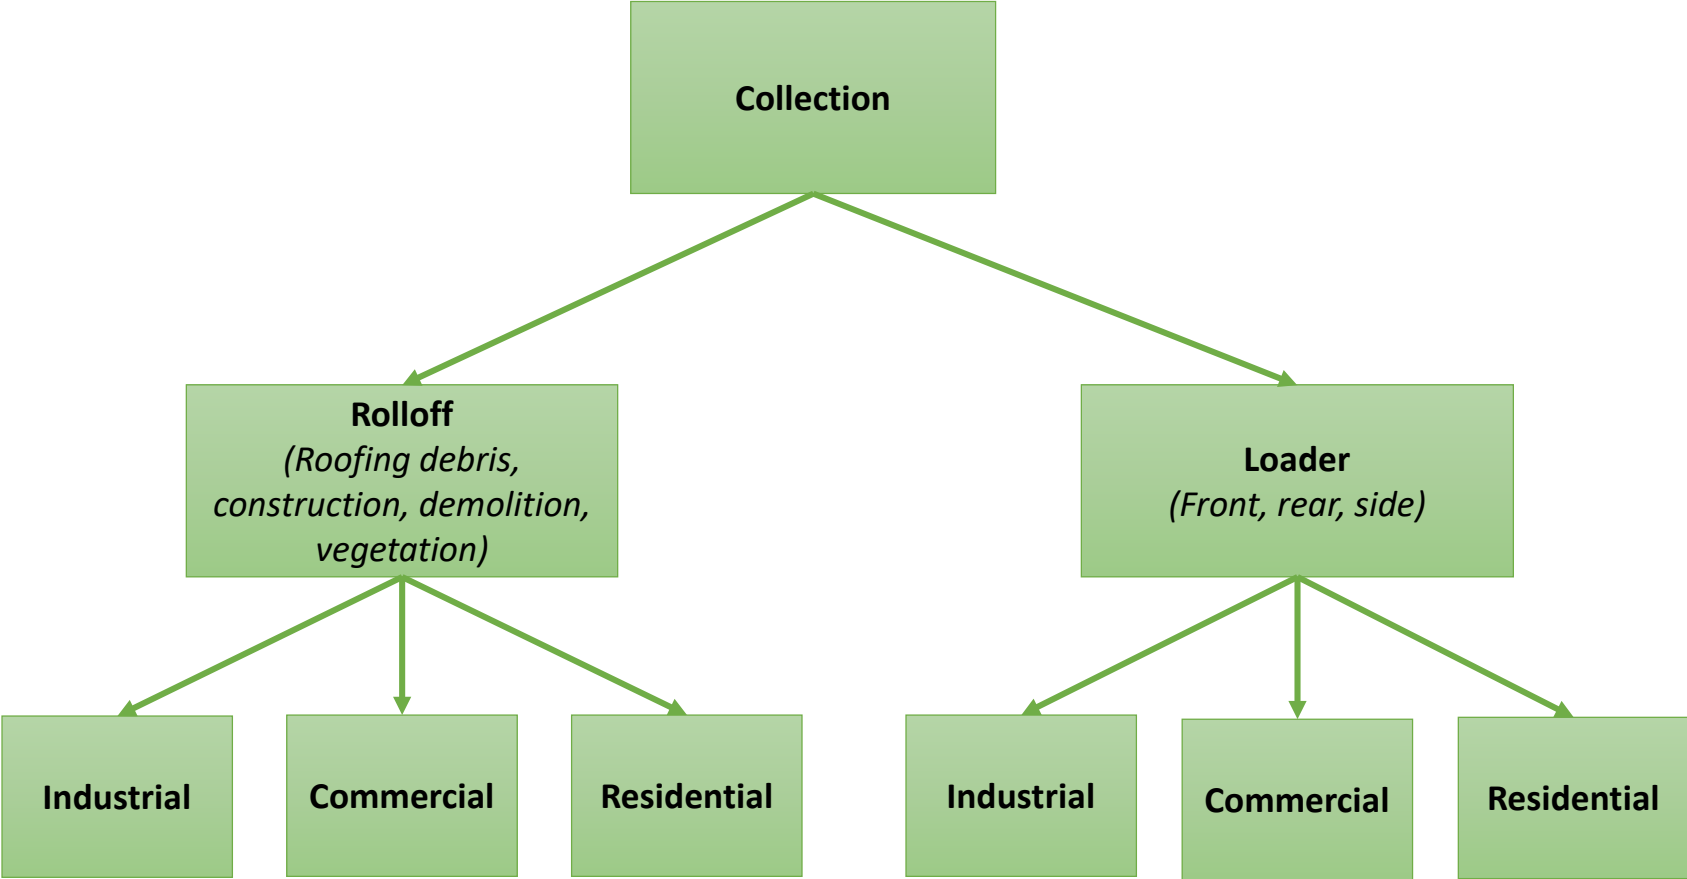 Collection
Rolloff
(Roofing debris,
construction, demolition,
vegetation)
Loader
(Front, rear, side)
Industrial
Commercial
Residential
Industrial
Commercial
Residential